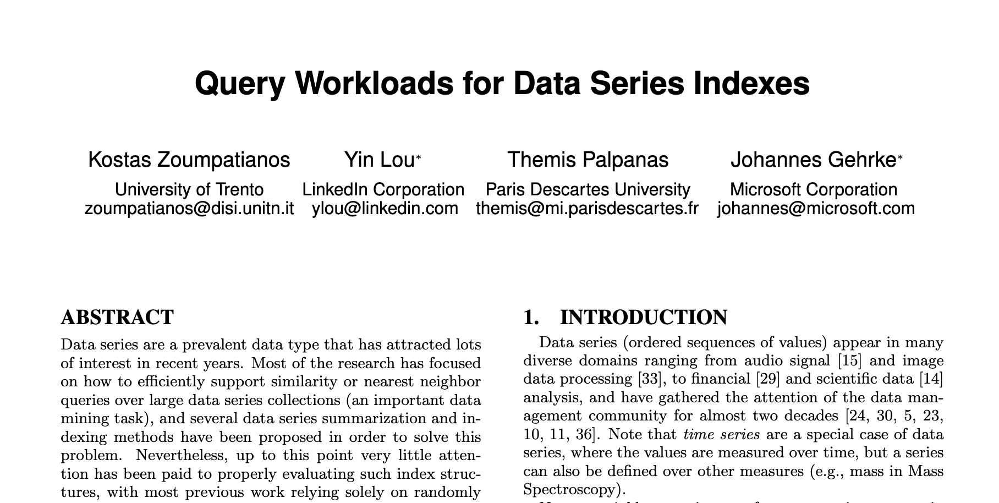 Query Workloads for Data Series Indexes
Kostas Zoumpatianos
University of Trento
zoumpatianos@disi.unitn.it
Yin Lou*
LinkedIn Corporation
ylou@linkedin.com
Themis Palpanas
Paris Descartes University
themis@mi.parisdescartes.fr
Johannes Gehrke*
Microsoft Corporation
johannes@microsoft.com
ABSTRACT
Data series are a prevalent data type that has attracted lots
of interest in recent years. Most of the research has focused
on how to efficiently support similarity or nearest neighbor
queries over large data series collections (an important data
mining task), and several data series summarization and in-
dexing methods have been proposed in order to solve this
problem. Nevertheless, up to this point very little atten-
tion has been paid to properly evaluating such index struc-
tures, with most previous work relying solely on randomly
1. INTRODUCTION
Data series (ordered sequences of values) appear in many
diverse domains ranging from audio signal [15] and image
data processing [33], to financial [29] and scientific data [14]
analysis, and have gathered the attention of the data man-
agement community for almost two decades [24, 30, 5, 23,
10, 11, 36]. Note that time series are a special case of data
series, where the values are measured over time, but a series
can also be defined over other measures (e.g., mass in Mass
Spectroscopy).